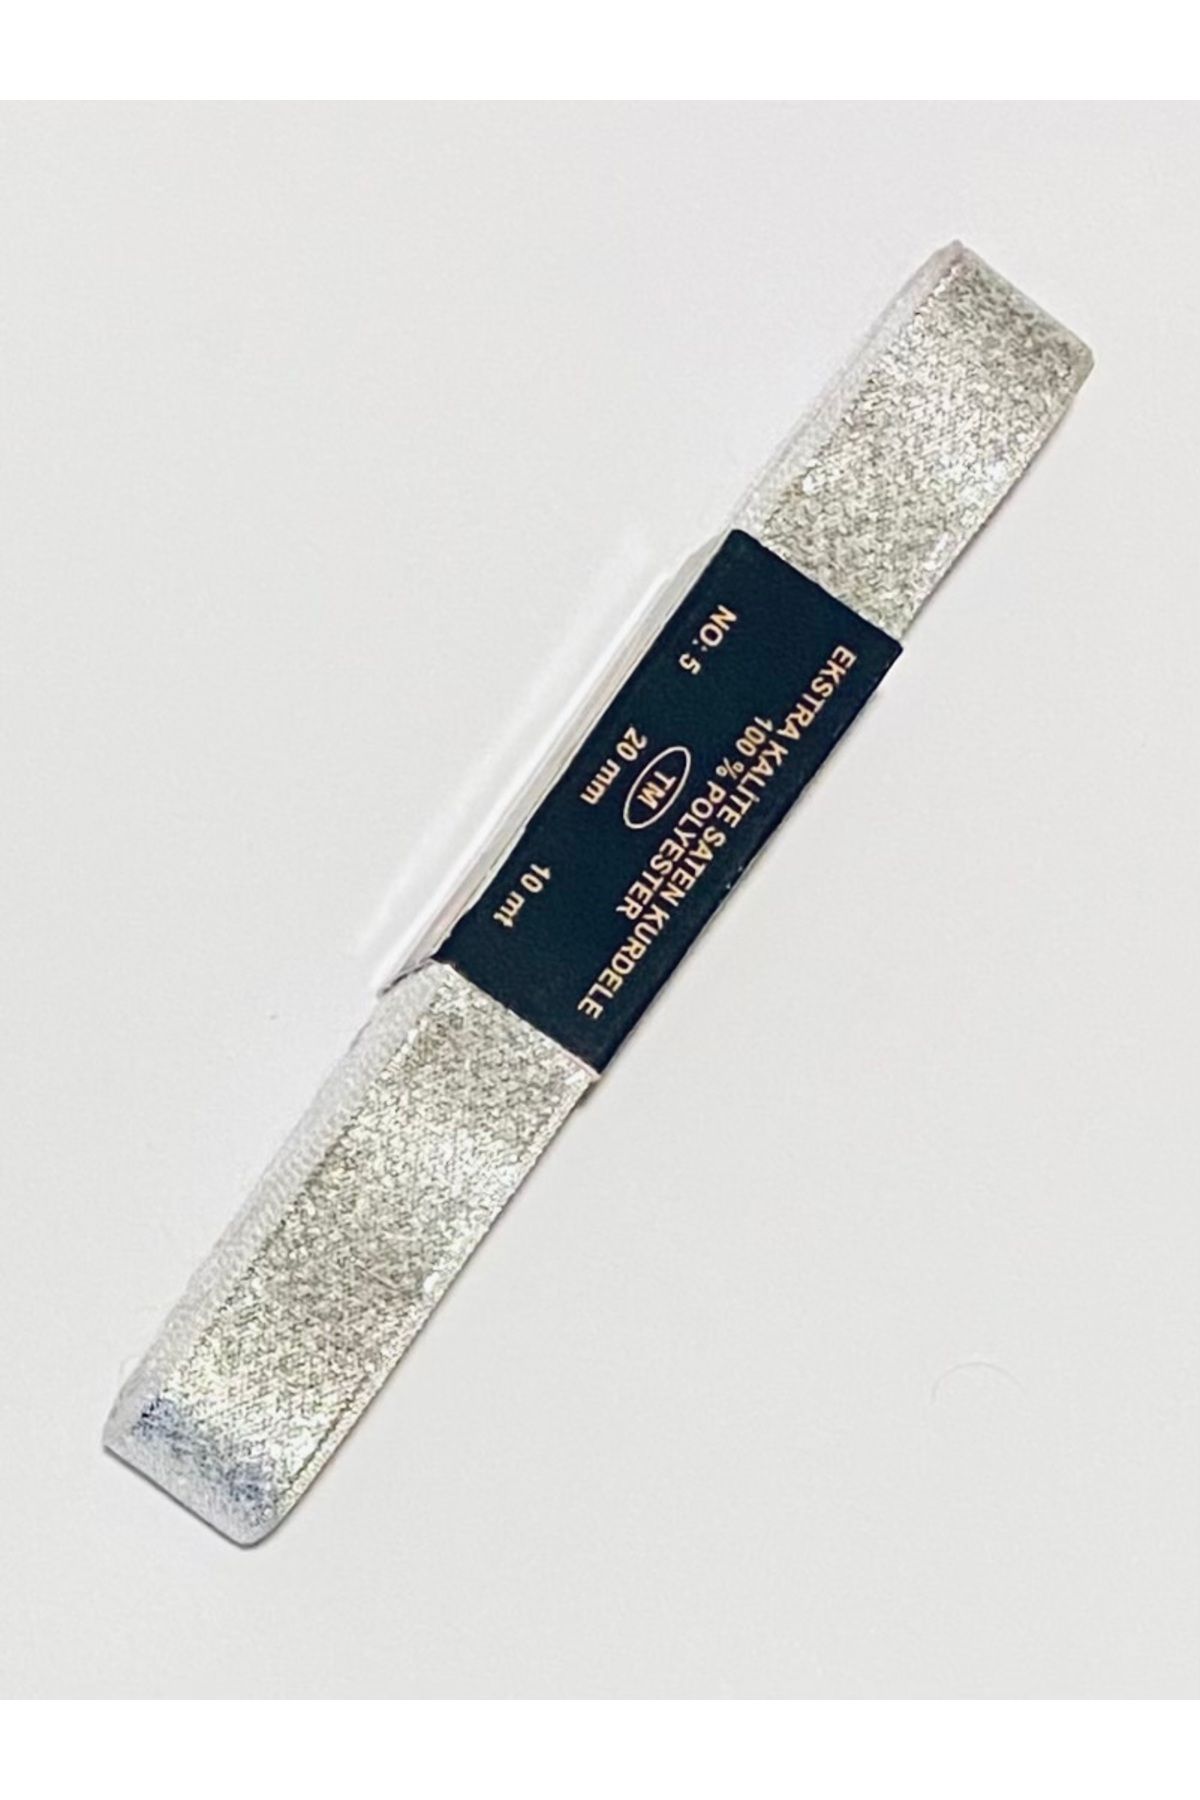 EKSTRA KALİTE SATEN KURDELE
100 % POLYESTER
TM
NO: 5 20 mm 10 mt